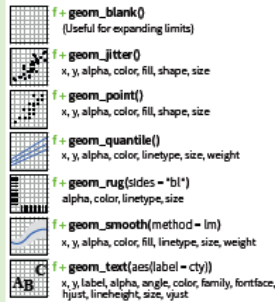 f + geom_blank()
(Useful for expanding limits)
f + geom_jitter()
x, y, alpha, color, fill, shape, size
f + geom_point()
x, y, alpha, color, fill, shape, size
f + geom_quantile()
x, y, alpha, color, linetype, size, weight
f + geom_rug(sides = "bl")
alpha, color, linetype, size
f + geom_smooth(method = lm)
x, y, alpha, color, fill, linetype, size, weight
f + geom_text(aes(label = cty))
C
AB
x, y, label, alpha, angle, color, family, fontface,
hjust, lineheight, size, vjust